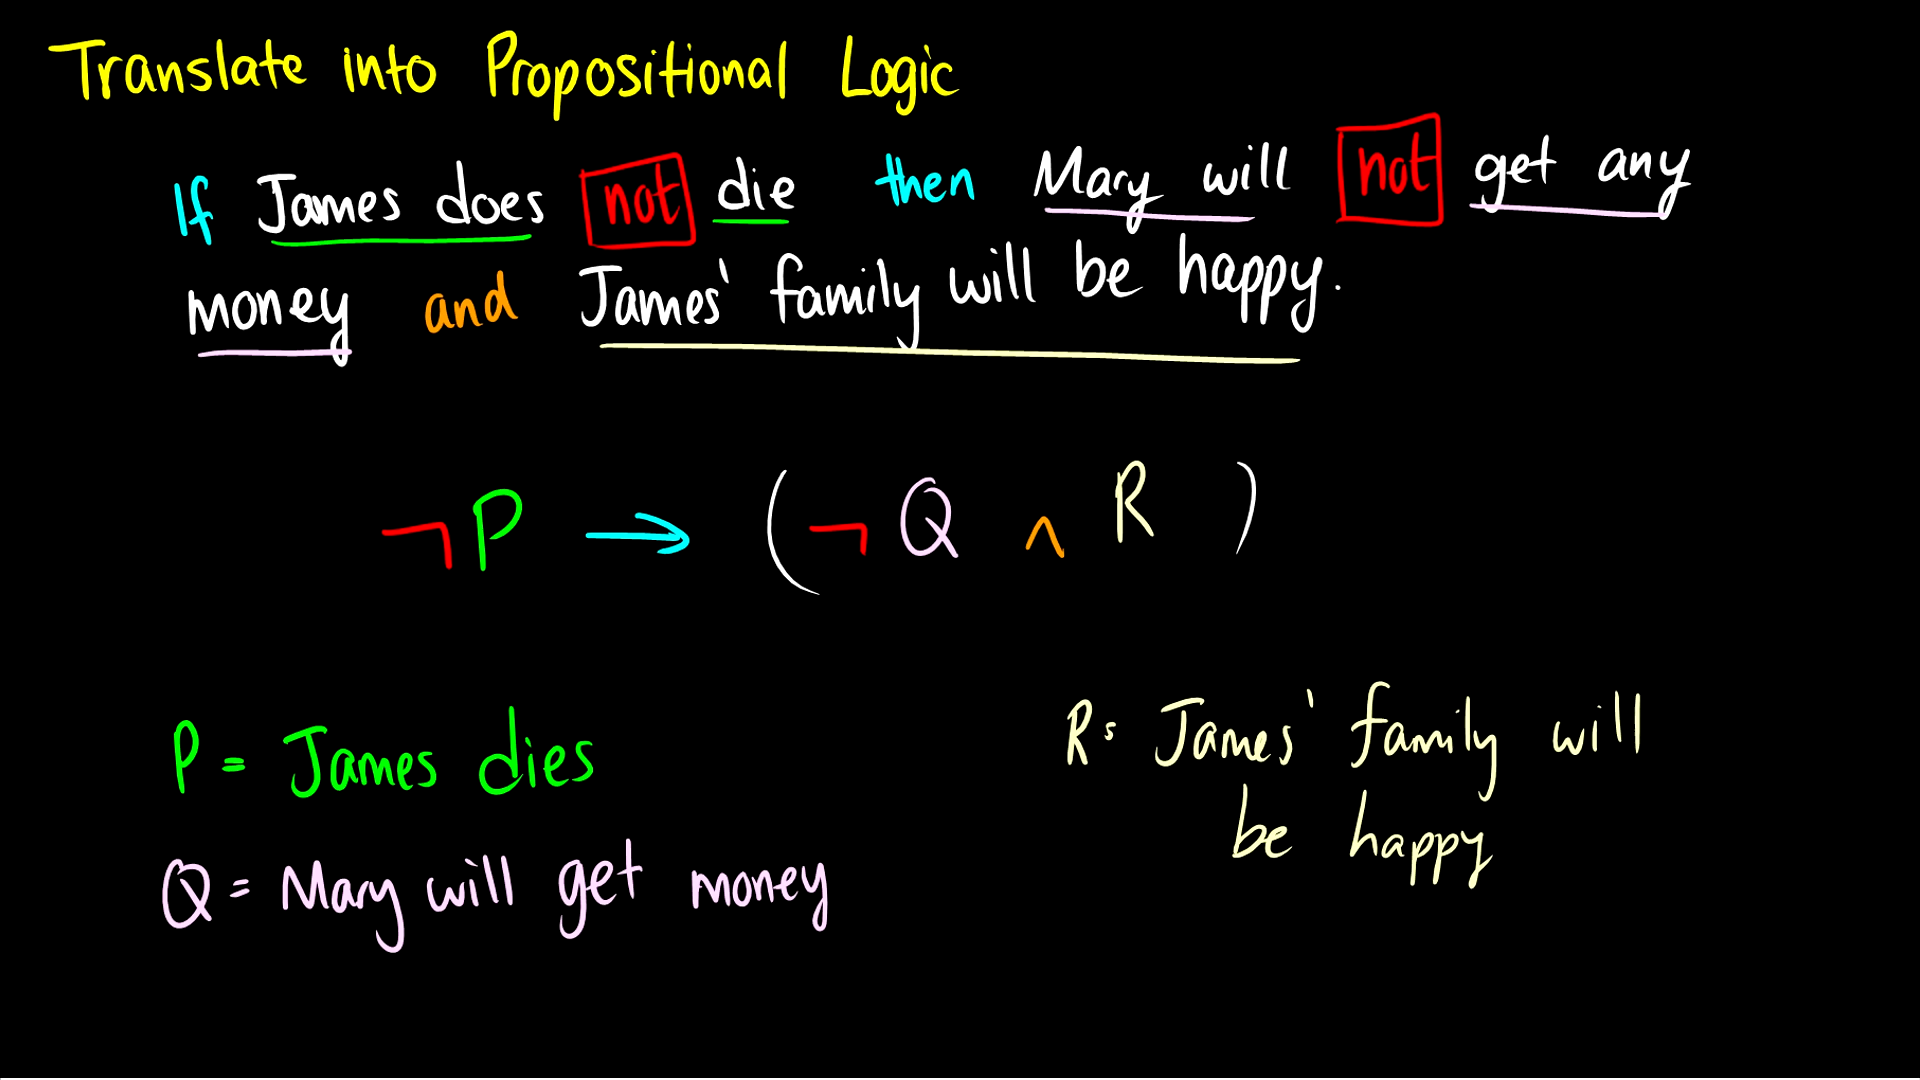 Translate into Propositional Logic
If James does not die then Mary will not get any
money and James' family will be happy.
¬P → (¬Q ∧ R)
P = James dies
R: James' family will
be happy
Q = Mary will get money